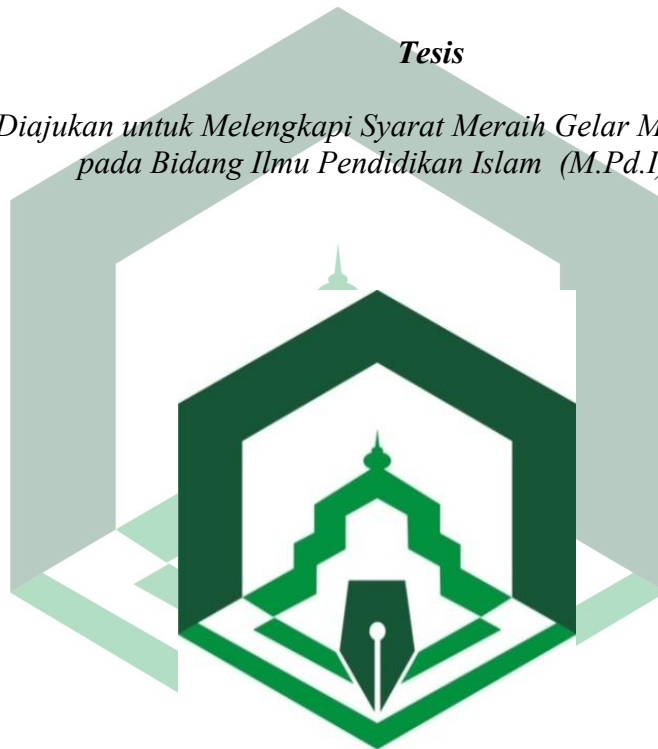 Tesis
Diajukan untuk Melengkapi Syarat Meraih Gelar
pada Bidang Ilmu Pendidikan Islam (M.Pd.I